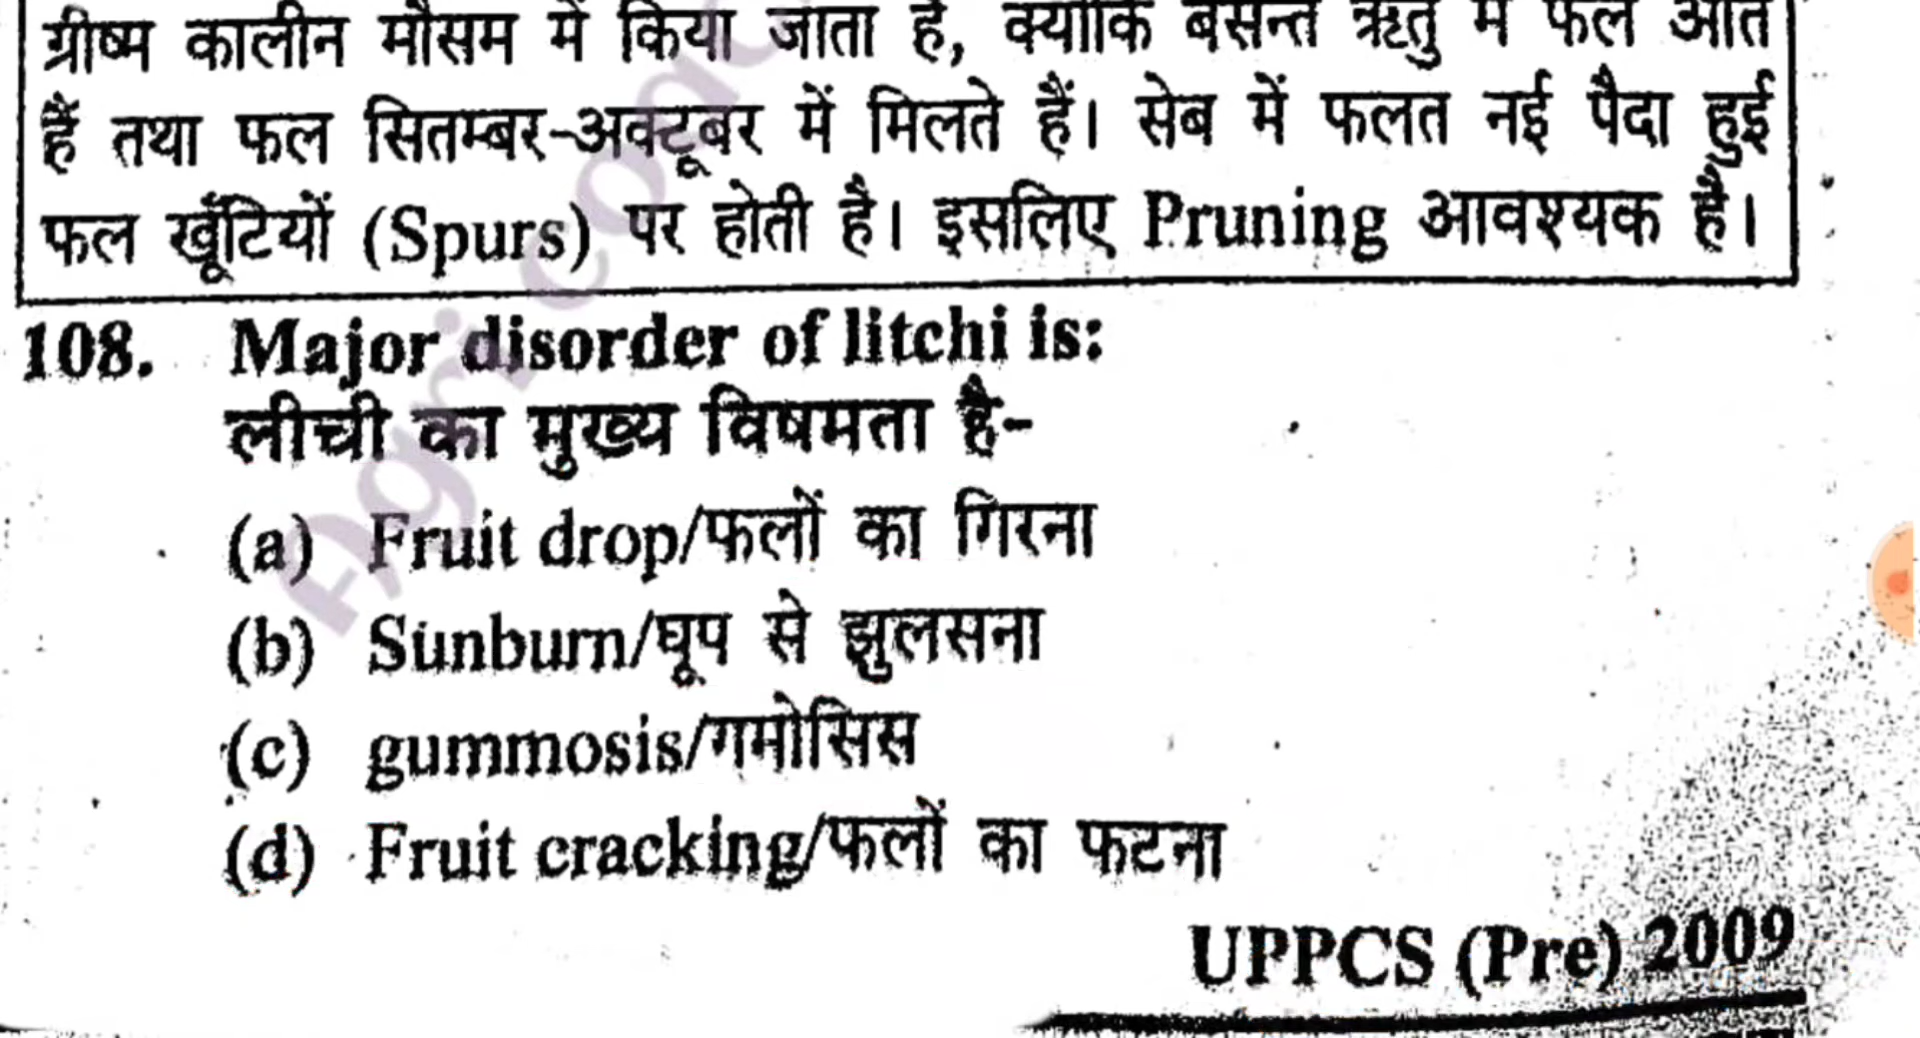 ग्रीष्म कालीन मौसम में किया जाता है, क्योंकि बसन्त ऋतु में फल आते
हैं तथा फल सितम्बर-अक्टूबर में मिलते हैं। सेब में फलत नई पैदा हुई
फल खूँटियों (Spurs) पर होती है। इसलिए Pruning आवश्यक है।
108. Major disorder of litchi is:
लीची का मुख्य विषमता है-
(a) Fruit drop/फलों का गिरना
(b) Sunburn/घूप से झुलसना
(c) gummosis/गमोसिस
(d) Fruit cracking/फलों का फटना
UPPCS (Pre) 2009